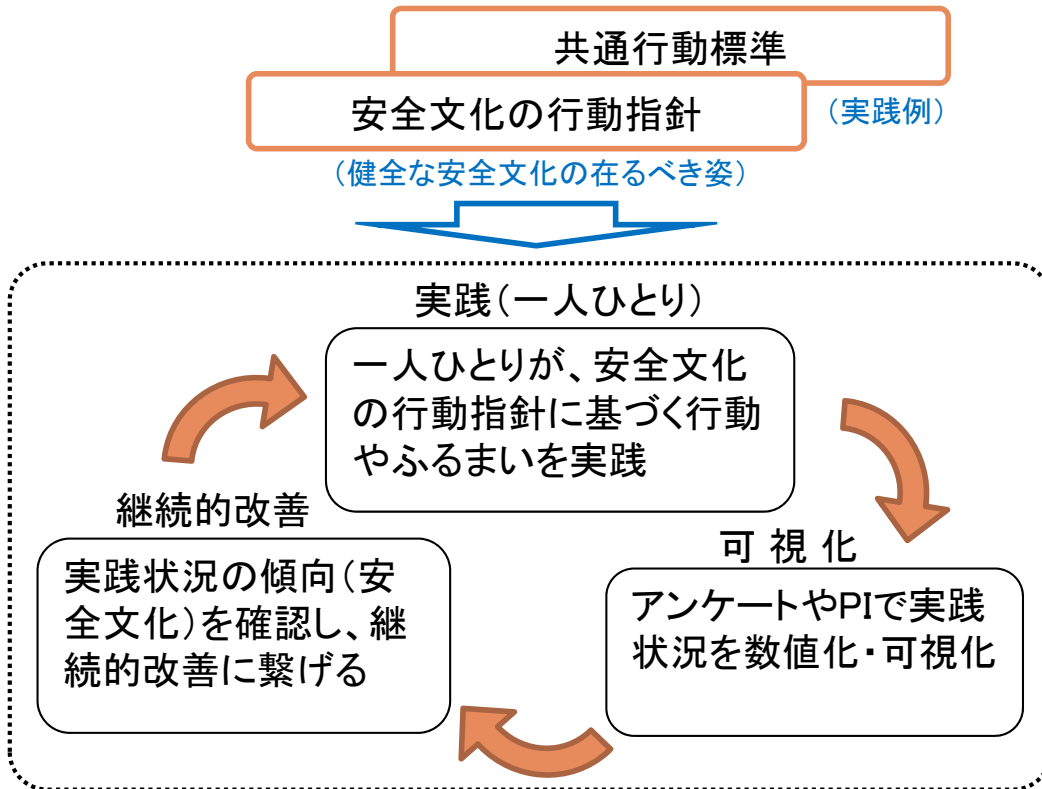 共通行動標準
安全文化の行動指針
（実践例）
（健全な安全文化の在るべき姿）
実践（一人ひとり）
一人ひとりが、安全文化
の行動指針に基づく行動
やふるまいを実践
継続的改善
実践状況の傾向（安
全文化）を確認し、継
続的改善に繋げる
可 視 化
アンケートやPIで実践
状況を数値化・可視化